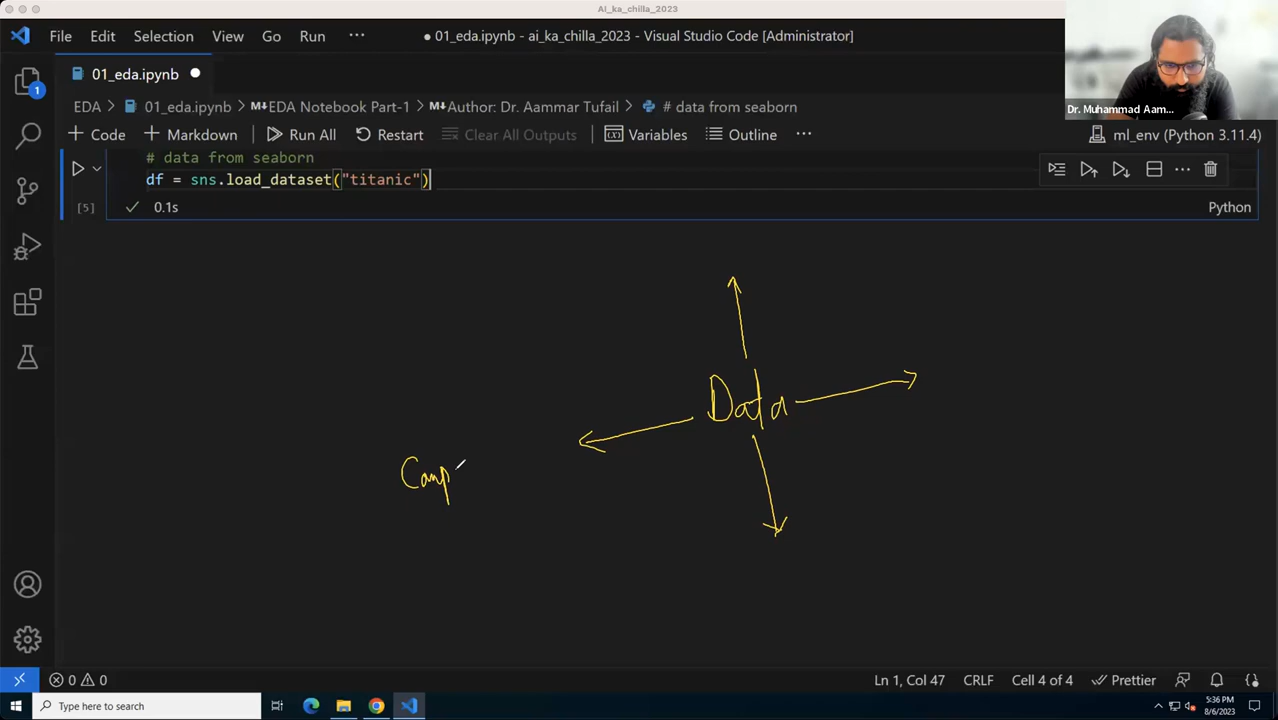 Ai_ka_chilla_2023
File Edit Selection View Go Run ··· ● 01_eda.ipynb - ai_ka_chilla_2023 - Visual Studio Code [Administrator]
01_eda.ipynb ●
EDA > 01_eda.ipynb > M↓EDA Notebook Part-1 > M↓Author: Dr. Aammar Tufail > # data from seaborn
Dr. Muhammad Aam...
+ Code + Markdown Run All Restart Clear All Outputs Variables Outline ··· ml_env (Python 3.11.4)
# data from seaborn
df = sns.load_dataset("titanic")
[5] ✓ 0.1s Python
1
Data
Comp
0 0 Ln 1, Col 47 CRLF Cell 4 of 4 Prettier
Type here to search
5:36 PM
8/6/2023